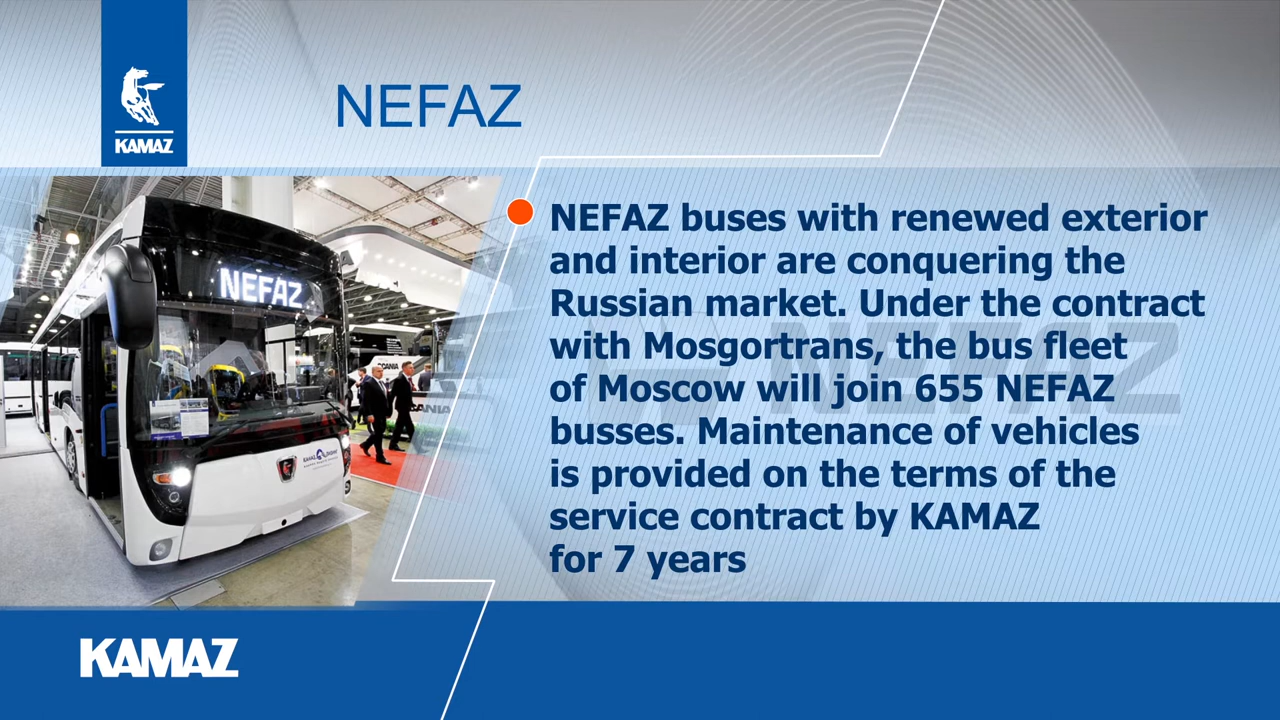 KAMAZ
NEFAZ
NEFAZ
SCANIA
NEFAZ buses with renewed exterior
and interior are conquering the
Russian market. Under the contract
with Mosgortrans, the bus fleet
of Moscow will join 655 NEFAZ
busses. Maintenance of vehicles
is provided on the terms of the
service contract by KAMAZ
for 7 years
NEFAZ
KAMAZ